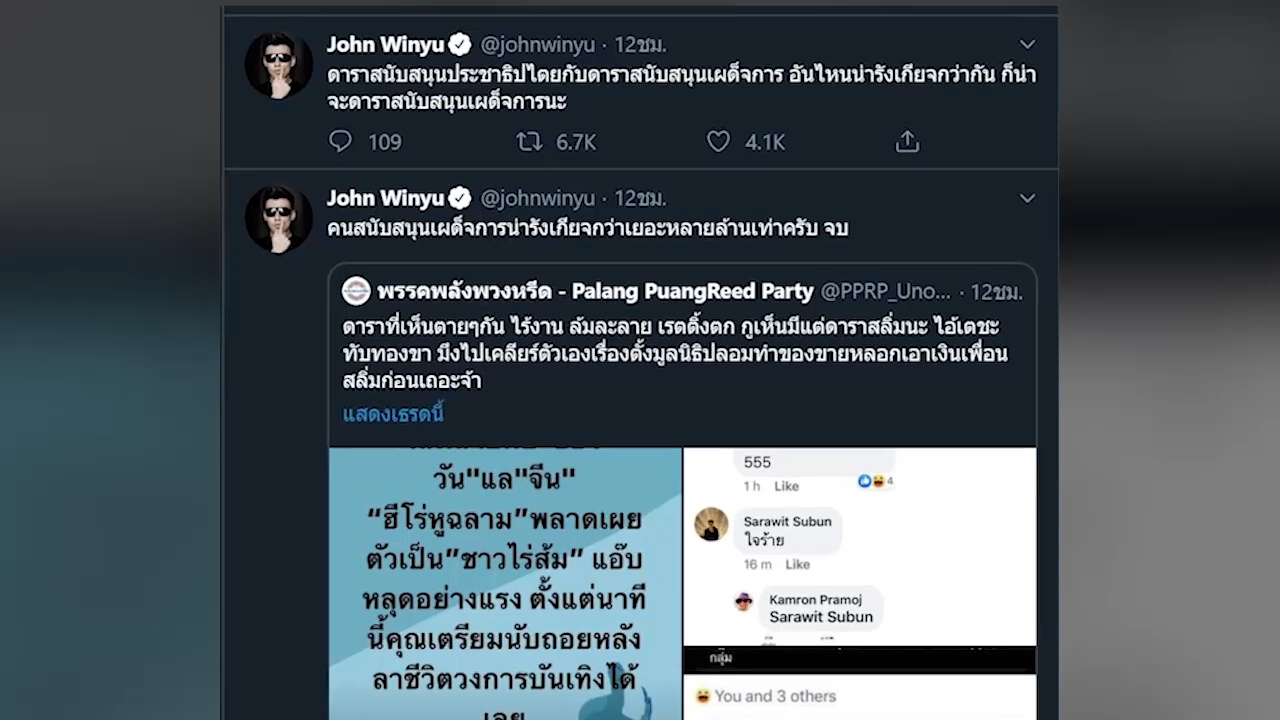 John Winyu @johnwinyu · 12ชม.
ดาราสนับสนุนประชาธิปไตยกับดาราสนับสนุนเผด็จการ อันไหนน่ารังเกียจกว่ากัน ก็น่า
จะดาราสนับสนุนเผด็จการนะ
109 6.7K 4.1K
John Winyu @johnwinyu · 12ชม.
คนสนับสนุนเผด็จการน่ารังเกียจกว่าเยอะหลายล้านเท่าครับ จบ
พรรคพลังพวงหรีด - Palang PuangReed Party @PPRP_Uno... · 12ชม.
ดาราที่เห็นตายๆกัน ไร้งาน ล้มละลาย เรตติ้งตก กูเห็นมีแต่ดาราสลิ่มนะ ไอ้เตชะ
ทับทองขา มึงไปเคลียร์ตัวเองเรื่องตั้งมูลนิธิปลอมทำของขายหลอกเอาเงินเพื่อน
สลิ่มก่อนเถอะจ้า
แสดงเธรดนี้
วัน"แล"จีน"
“ฮีโร่หูฉลาม”พลาดเผย
ตัวเป็น”ชาวไร่ส้ม” แอ๊บ
หลุดอย่างแรง ตั้งแต่นาที
นี้คุณเตรียมนับถอยหลัง
ลาชีวิตวงการบันเทิงได้
เลย
555
1 h Like 4
Sarawit Subun
ใจร้าย
16 m Like
Kamron Pramoj
Sarawit Subun
กลุ่ม
You and 3 others